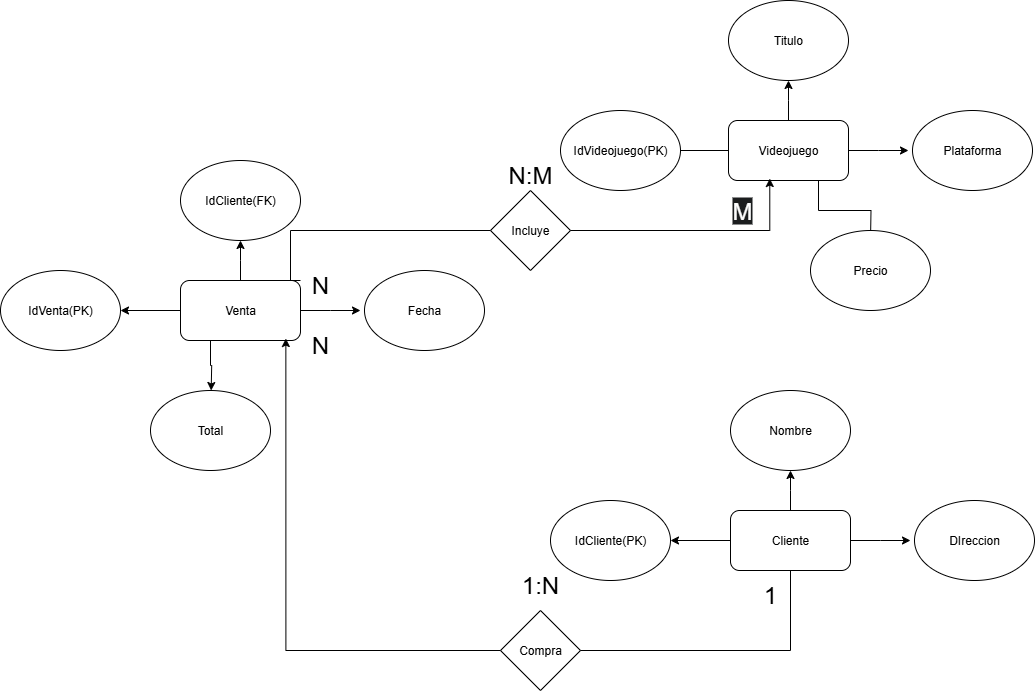 Titulo
IdVideojuego(PK)
Videojuego
Plataforma
N:M
IdCliente(FK)
M
Incluye
Precio
N
IdVenta(PK)
Venta
Fecha
N
Total
Nombre
IdCliente(PK)
Cliente
DIreccion
1:N
1
Compra